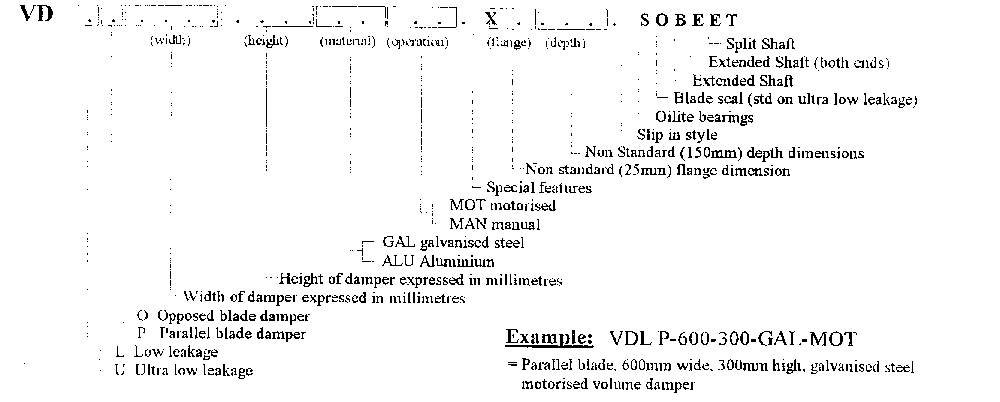 VD X SOBEET
(width) (height) (material) (operation) (flange) (depth)
Split Shaft
Extended Shaft (both ends)
Extended Shaft
Blade seal (std on ultra low leakage)
Oilite bearings
Slip in style
Non Standard (150mm) depth dimensions
Non standard (25mm) flange dimension
Special features
MOT motorised
MAN manual
GAL galvanised steel
ALU Aluminium
Height of damper expressed in millimetres
Width of damper expressed in millimetres
O Opposed blade damper
P Parallel blade damper
L Low leakage
U Ultra low leakage
Example: VDL P-600-300-GAL-MOT
= Parallel blade, 600mm wide, 300mm high, galvanised steel
motorised volume damper